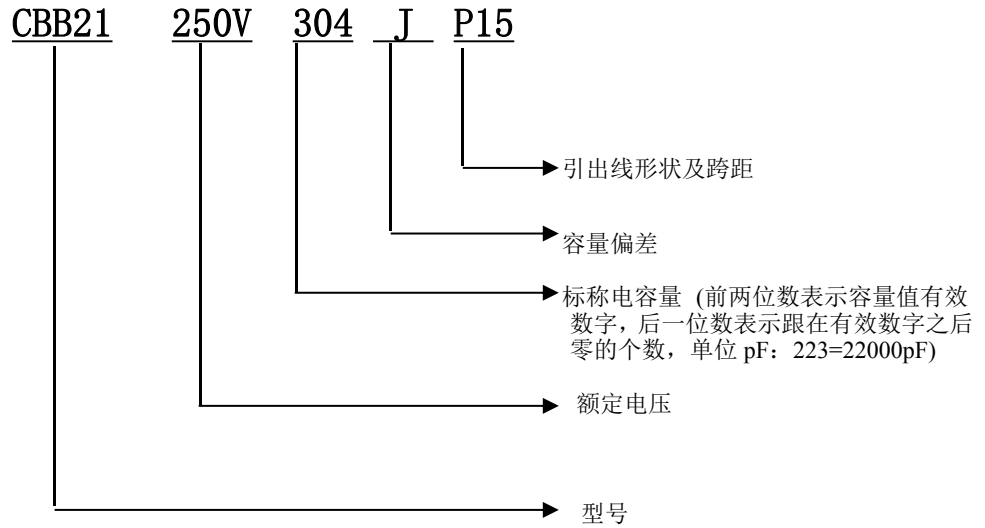 CBB21 250V 304 J P15
引出线形状及跨距
容量偏差
标称电容量 (前两位数表示容量值有效
数字，后一位数表示跟在有效数字之后
零的个数，单位 pF：223=22000pF)
额定电压
型号